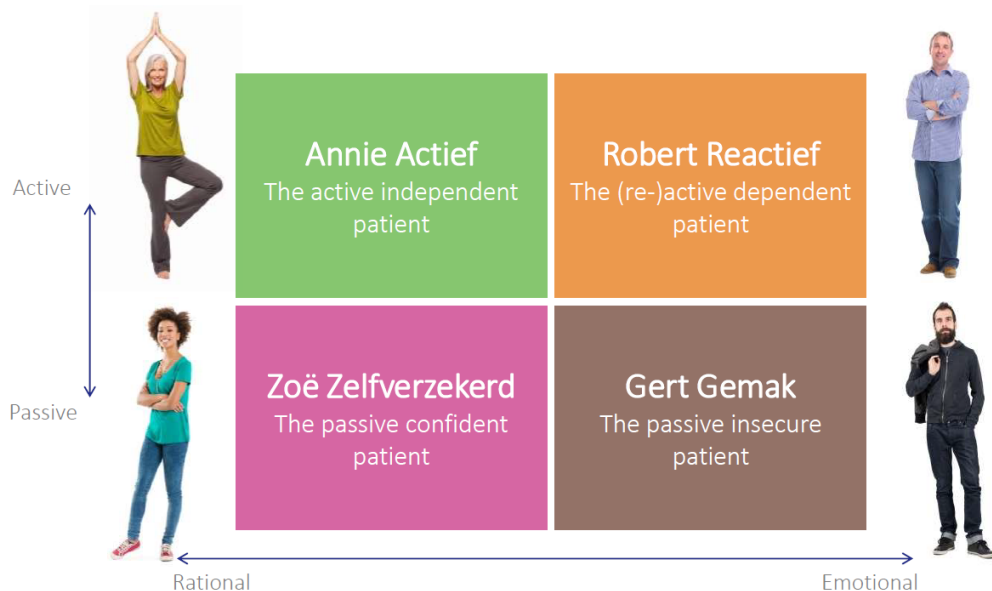 Active
Annie Actief
The active independent
patient
Robert Reactief
The (re-)active dependent
patient
Passive
Zoë Zelfverzekerd
The passive confident
patient
Gert Gemak
The passive insecure
patient
Rational
Emotional